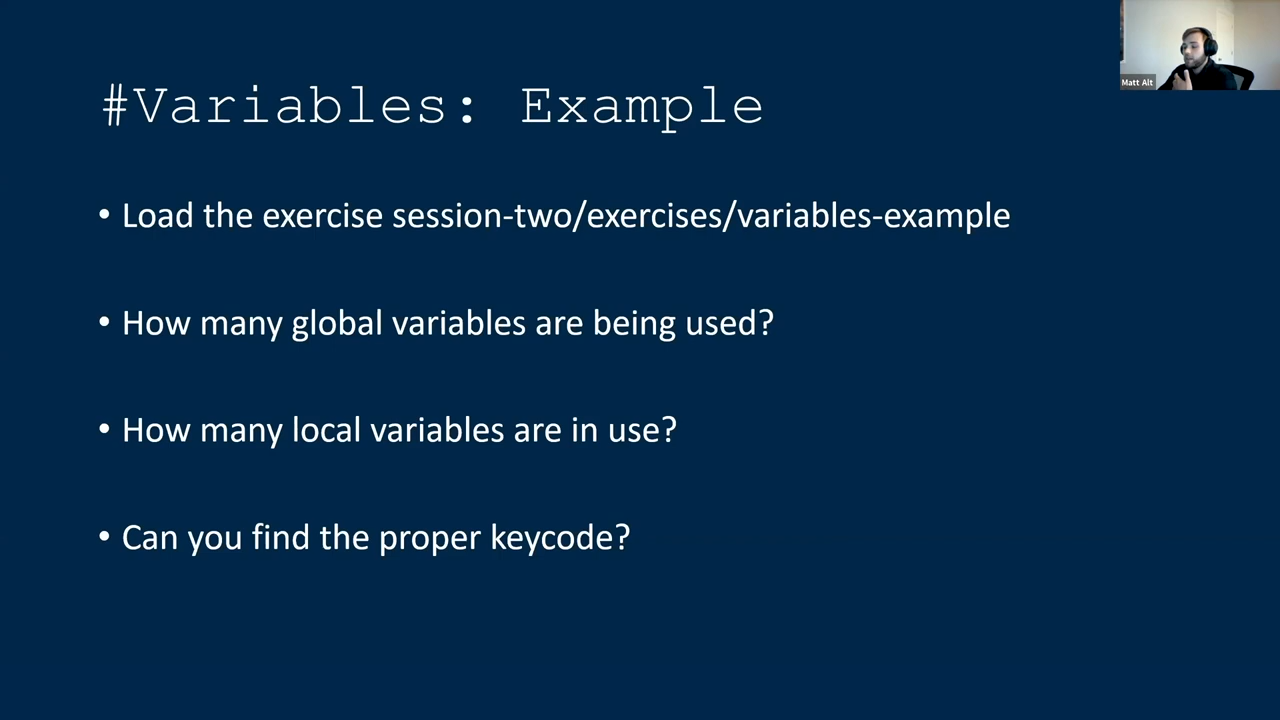 Matt Alt
#Variables: Example
• Load the exercise session-two/exercises/variables-example
• How many global variables are being used?
• How many local variables are in use?
• Can you find the proper keycode?